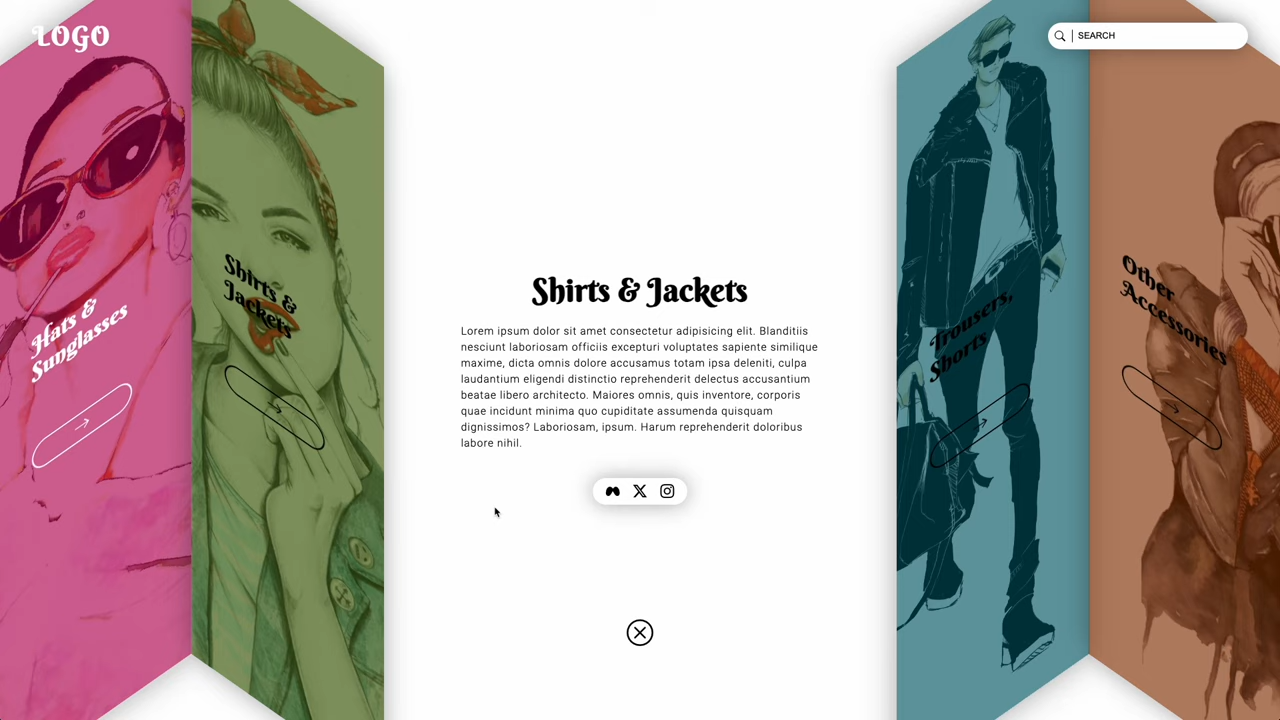 LOGO
SEARCH
Hats &
Sunglasses
Shirts &
Jackets
Shirts & Jackets
Lorem ipsum dolor sit amet consectetur adipisicing elit. Blanditiis
nesciunt laboriosam officiis excepturi voluptates sapiente similique
maxime, dicta omnis dolore accusamus totam ipsa deleniti, culpa
laudantium eligendi distinctio reprehenderit delectus accusantium
beatae libero architecto. Maiores omnis, quis inventore, corporis
quae incidunt minima quo cupiditate assumenda quisquam
dignissimos? Laboriosam, ipsum. Harum reprehenderit doloribus
labore nihil.
Trousers,
Shorts
Other
Accessories